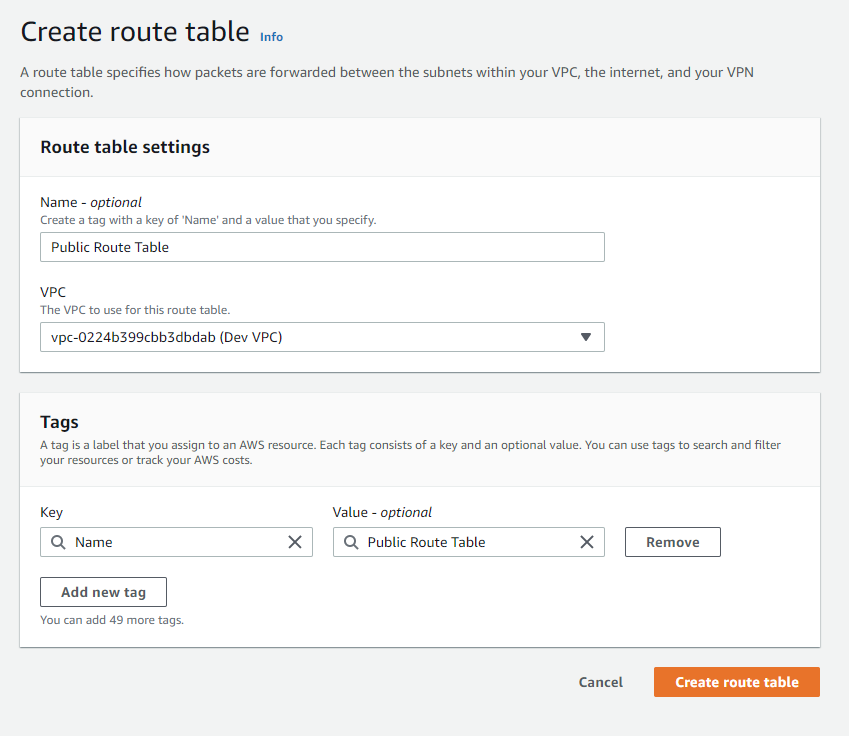 Create route table Info
A route table specifies how packets are forwarded between the subnets within your VPC, the internet, and your VPN
connection.
Route table settings
Name - optional
Create a tag with a key of 'Name' and a value that you specify.
Public Route Table
VPC
The VPC to use for this route table.
vpc-0224b399cbb3dbdab (Dev VPC)
Tags
A tag is a label that you assign to an AWS resource. Each tag consists of a key and an optional value. You can use tags to search and filter
your resources or track your AWS costs.
Key Value - optional
Name Public Route Table Remove
Add new tag
You can add 49 more tags.
Cancel Create route table